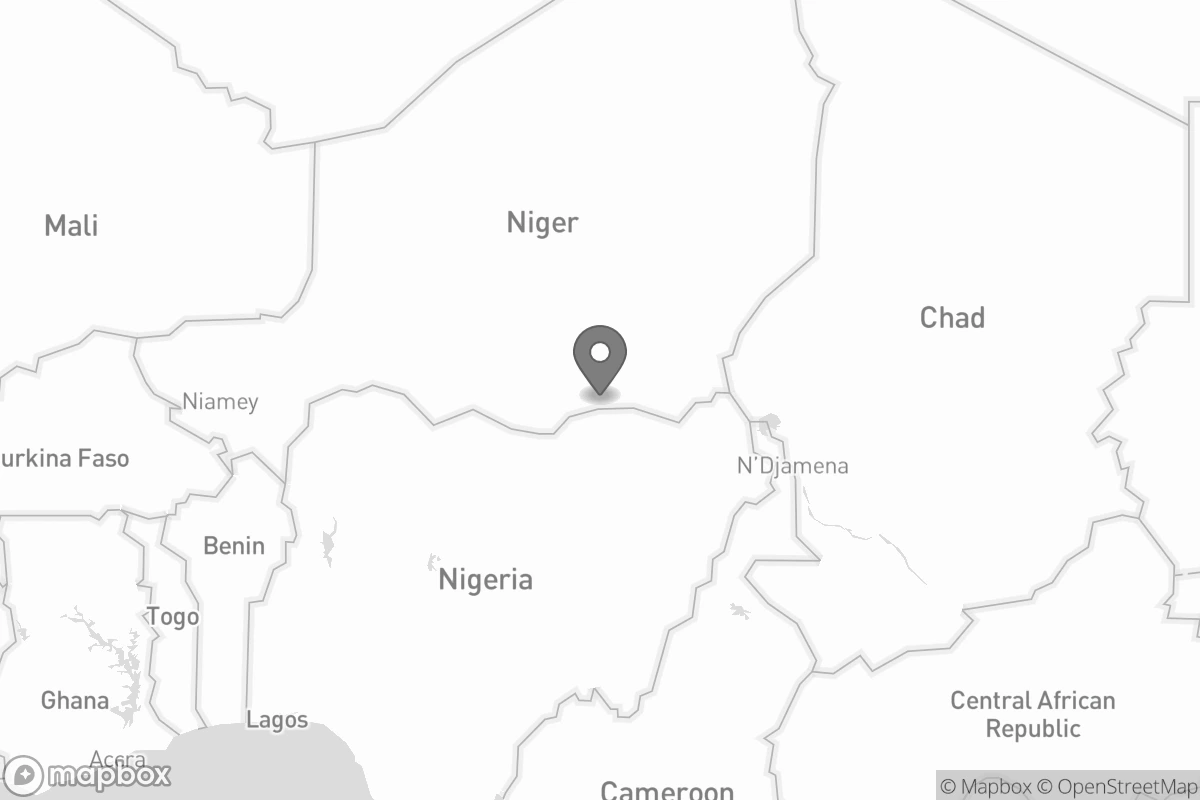 Niger
Mali
Chad
Niamey
urkina Faso
N'Djamena
Benin
Nigeria
Togo
Ghana
Lagos
Central African
Republic
Accra
mapbox
Cameroon
© Mapbox © OpenStreetMap